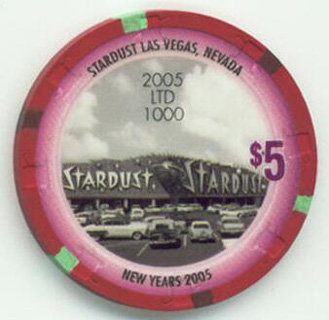 STARDUST LAS VEGAS, NEVADA
2005
LTD
1000
$5
STARDUST STARDUST
NEW YEARS 2005